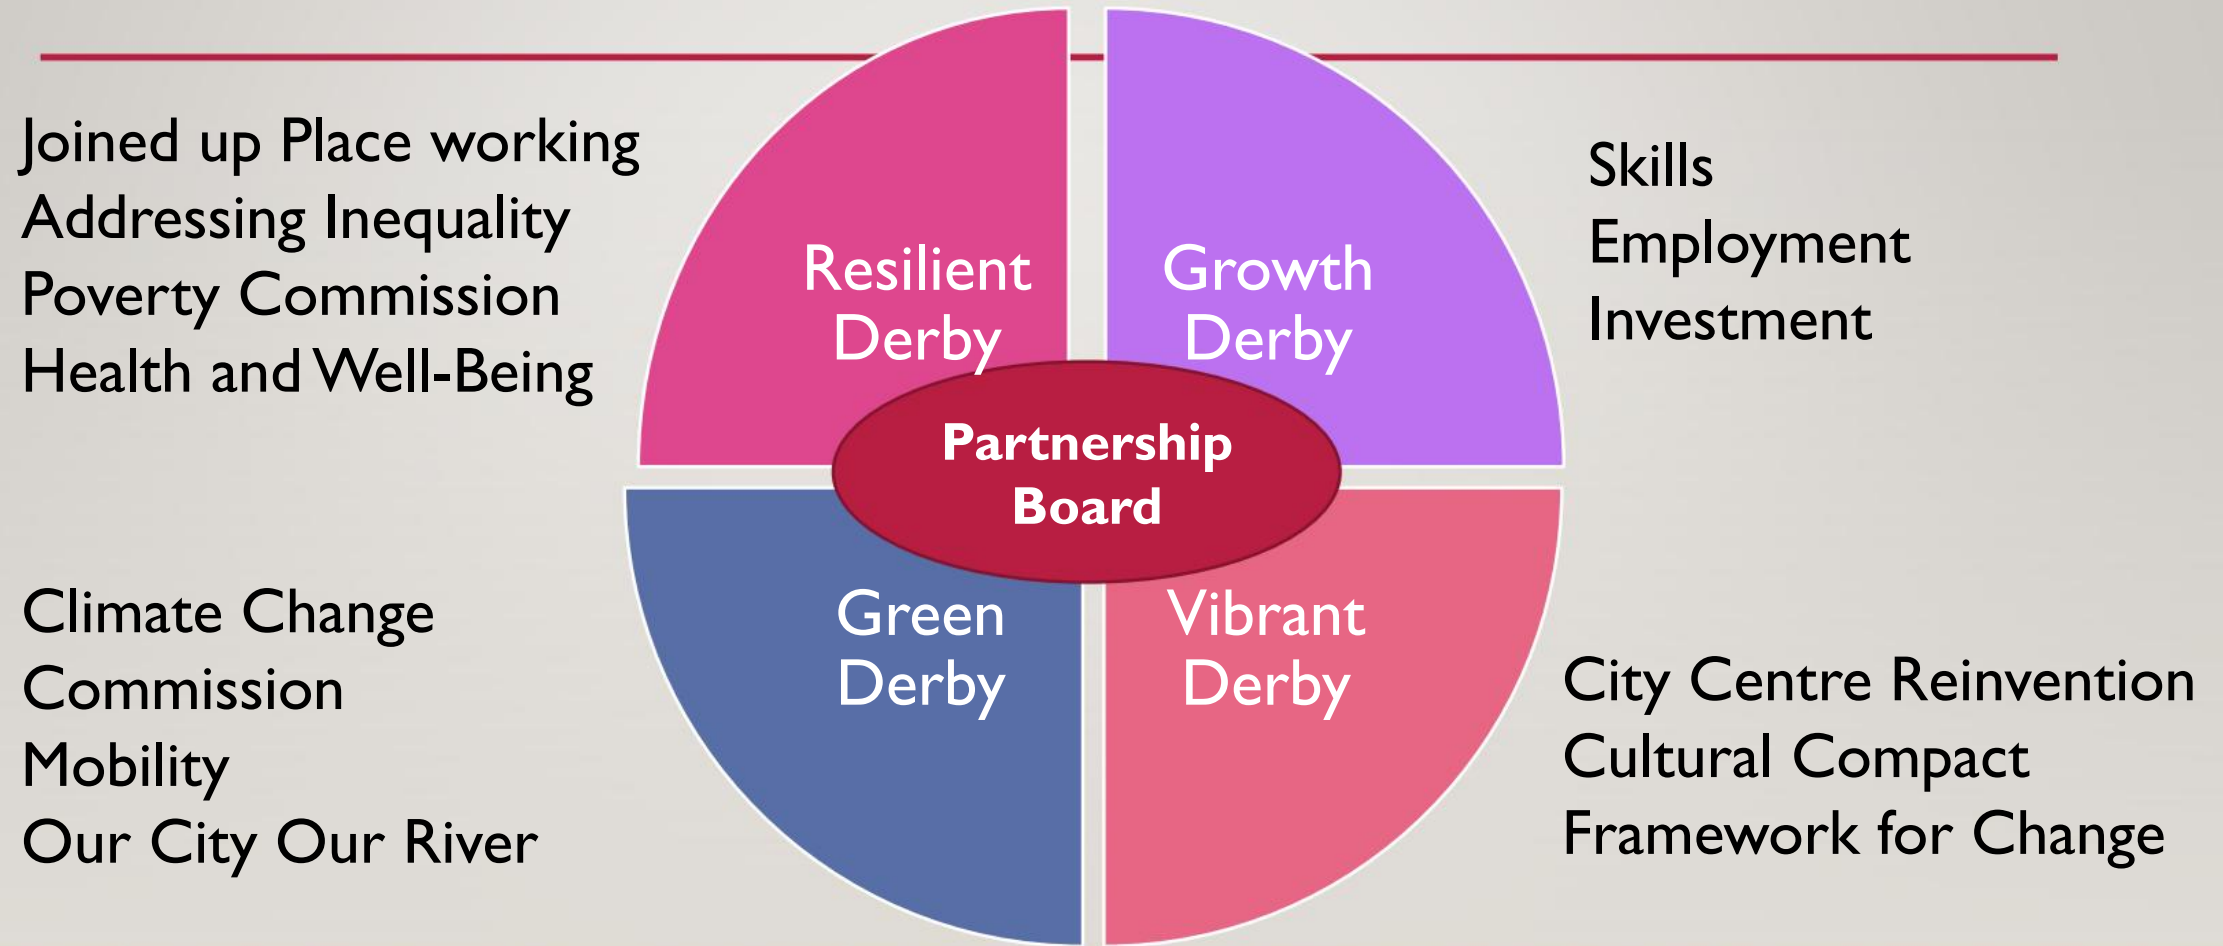 Joined up Place working
Addressing Inequality
Poverty Commission
Health and Well-Being
Resilient
Derby
Growth
Derby
Skills
Employment
Investment
Partnership
Board
Climate Change
Commission
Mobility
Our City Our River
Green
Derby
Vibrant
Derby
City Centre Reinvention
Cultural Compact
Framework for Change